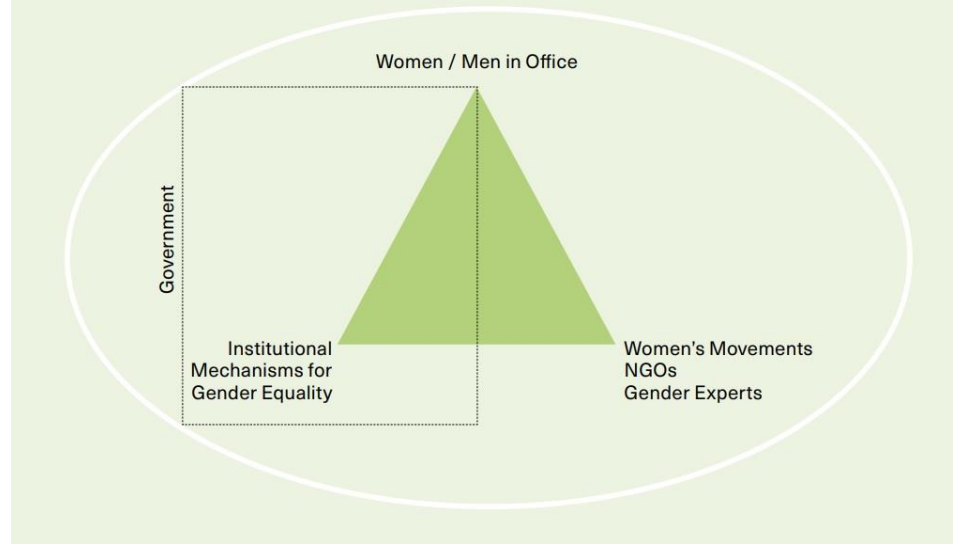 Women / Men in Office
Government
Institutional
Mechanisms for
Gender Equality
Women's Movements
NGOs
Gender Experts